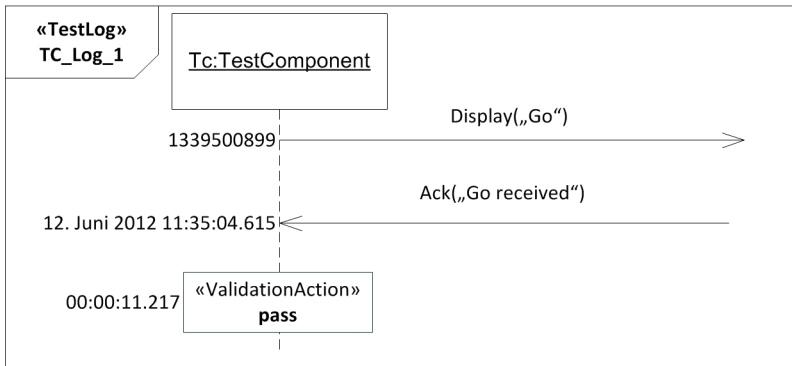 «TestLog»
TC_Log_1
Tc:TestComponent
Display(„Go“)
1339500899
Ack(„Go received“)
12. Juni 2012 11:35:04.615
«ValidationAction»
00:00:11.217
pass